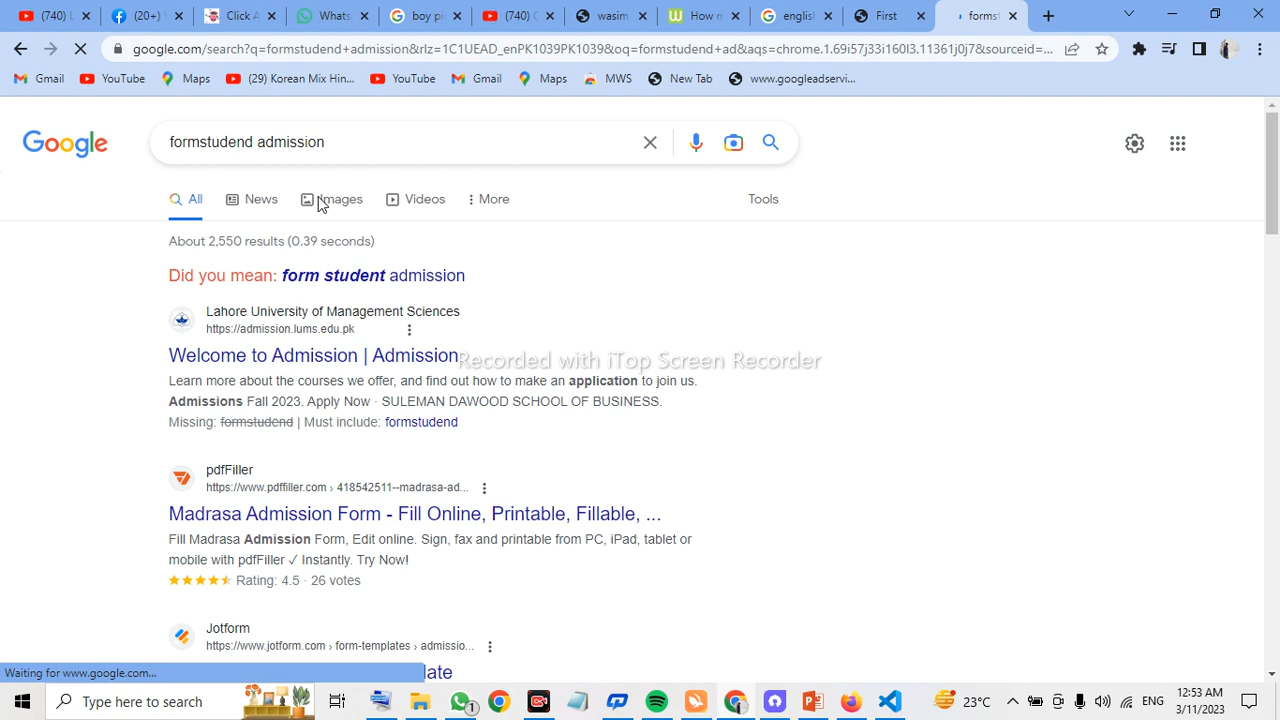 (740) L
(20+) V
Click A
Whats
boy pi
(740) C
wasim
How n
english
First
forms
google.com/search?q=formstudend+admission&rlz=1C1UEAD_enPK1039PK1039&oq=formstudend+ad&aqs=chrome.1.69i57j33i160l3.11361j0j7&sourceid=...
Gmail
YouTube
Maps
(29) Korean Mix Hin...
YouTube
Gmail
Maps
MWS
New Tab
www.googleadservi...
Google
formstudend admission
All
News
Images
Videos
More
Tools
About 2,550 results (0.39 seconds)
Did you mean: form student admission
Lahore University of Management Sciences
https://admission.lums.edu.pk
Welcome to Admission | Admission
Recorded with iTop Screen Recorder
Learn more about the courses we offer, and find out how to make an application to join us.
Admissions Fall 2023. Apply Now · SULEMAN DAWOOD SCHOOL OF BUSINESS.
Missing: formstudend | Must include: formstudend
pdfFiller
https://www.pdffiller.com › 418542511--madrasa-ad...
Madrasa Admission Form - Fill Online, Printable, Fillable, ...
Fill Madrasa Admission Form, Edit online. Sign, fax and printable from PC, iPad, tablet or
mobile with pdfFiller ✓ Instantly. Try Now!
Rating: 4.5 · 26 votes
Jotform
https://www.jotform.com › form-templates › admissio...
late
Waiting for www.google.com...
Type here to search
1
23°C
ENG
12:53 AM
3/11/2023